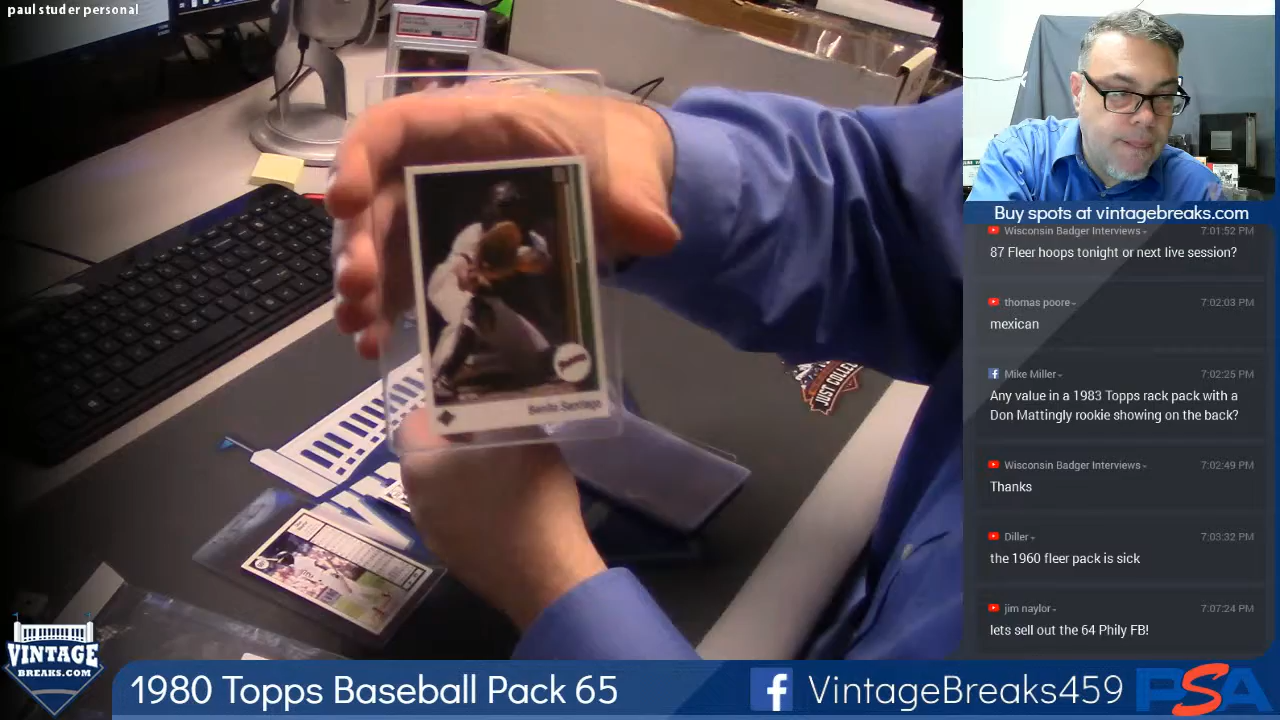 paul studer personal
Buy spots at vintagebreaks.com
Wisconsin Badger Interviews
7:01:52 PM
87 Fleer hoops tonight or next live session?
thomas poore
7:02:03 PM
mexican
Mike Miller
7:02:25 PM
Any value in a 1983 Topps rack pack with a
Don Mattingly rookie showing on the back?
Wisconsin Badger Interviews
7:02:49 PM
Thanks
Diller
7:03:32 PM
the 1960 fleer pack is sick
jim naylor
7:07:24 PM
lets sell out the 64 Phily FB!
Benito Santiago
Padres
JUST COLLECT
VINTAGE
BREAKS.COM
1980 Topps Baseball Pack 65
f VintageBreaks459
PSA